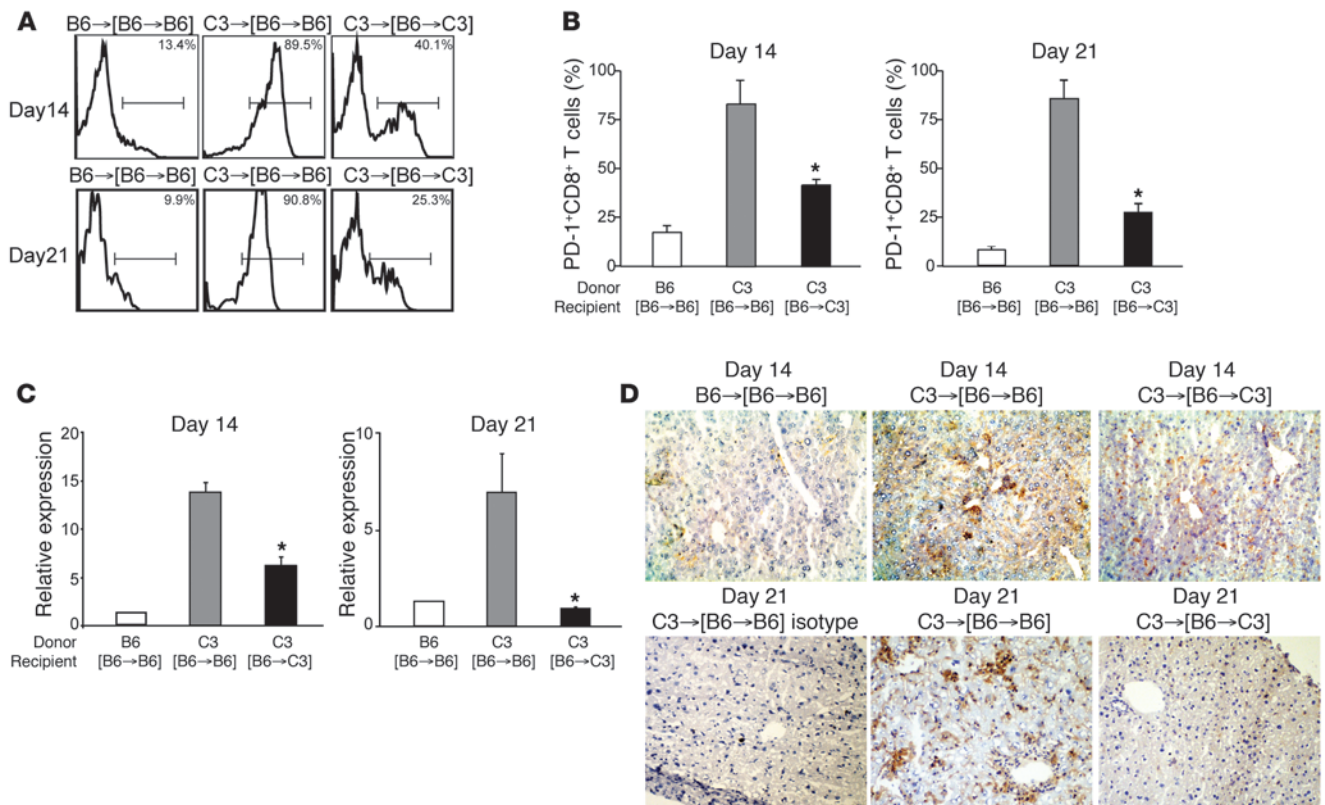 A
B6→[B6→B6] C3→[B6→B6] C3→[B6→C3]
13.4% 89.5% 40.1%
Day14
B6→[B6→B6] C3→[B6→B6] C3→[B6→C3]
9.9% 90.8% 25.3%
Day21
B
Day 14
PD-1⁺CD8⁺ T cells (%)
100
75
50
25
0
*
Donor B6 C3 C3
Recipient [B6→B6] [B6→B6] [B6→C3]
Day 21
PD-1⁺CD8⁺ T cells (%)
100
75
50
25
0
*
B6 C3 C3
[B6→B6] [B6→B6] [B6→C3]
C
Day 14
Relative expression
20
15
10
5
0
*
Donor B6 C3 C3
Recipient [B6→B6] [B6→B6] [B6→C3]
Day 21
Relative expression
10
5
0
*
B6 C3 C3
[B6→B6] [B6→B6] [B6→C3]
D
Day 14 Day 14 Day 14
B6→[B6→B6] C3→[B6→B6] C3→[B6→C3]
Day 21 Day 21 Day 21
C3→[B6→B6] isotype C3→[B6→B6] C3→[B6→C3]